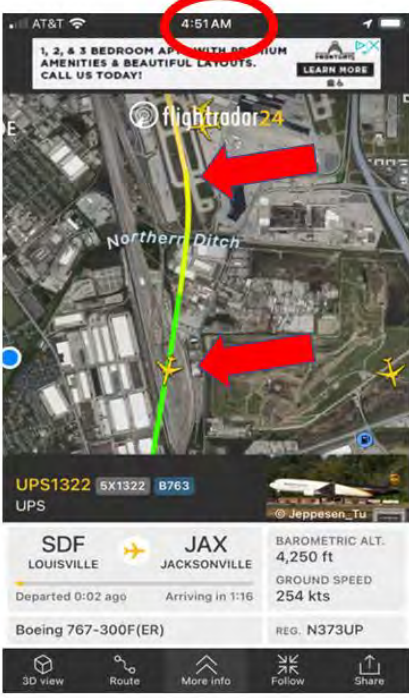 AT&T
4:51 AM
1, 2, & 3 BEDROOM APTS WITH PREMIUM
AMENITIES & BEAUTIFUL LAYOUTS.
CALL US TODAY!
LEARN MORE
flightradar24
Northern Ditch
UPS1322 5X1322 B763
UPS
© Jeppesen_Tu
SDF JAX
LOUISVILLE JACKSONVILLE
Departed 0:02 ago Arriving in 1:16
BAROMETRIC ALT.
4,250 ft
GROUND SPEED
254 kts
Boeing 767-300F(ER) REG. N373UP
3D view Route More info Follow Share